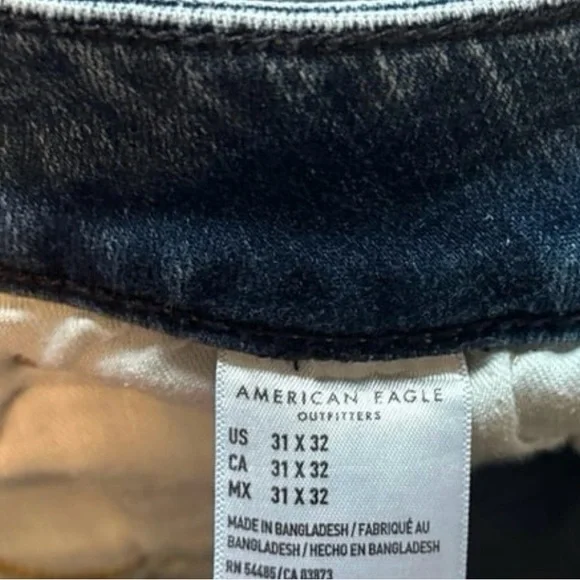 AMERICAN EAGLE
OUTFITTERS
US 31 X 32
CA 31 X 32
MX 31 X 32
MADE IN BANGLADESH / FABRIQUÉ AU
BANGLADESH / HECHO EN BANGLADESH
RN 54485/CA 03873